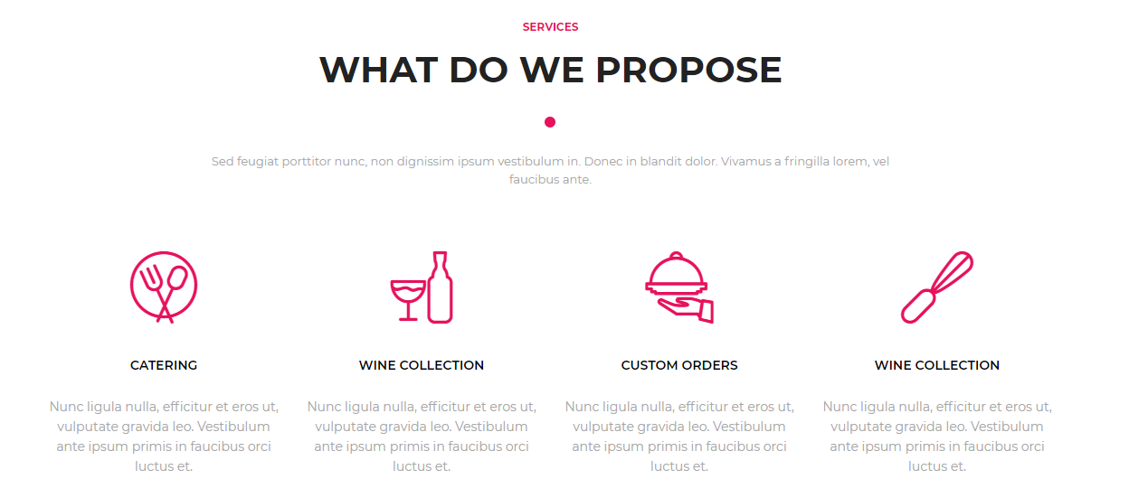 SERVICES
WHAT DO WE PROPOSE
Sed feugiat porttitor nunc, non dignissim ipsum vestibulum in. Donec in blandit dolor. Vivamus a fringilla lorem, vel
faucibus ante.
CATERING
Nunc ligula nulla, efficitur et eros ut,
vulputate gravida leo. Vestibulum
ante ipsum primis in faucibus orci
luctus et.
WINE COLLECTION
Nunc ligula nulla, efficitur et eros ut,
vulputate gravida leo. Vestibulum
ante ipsum primis in faucibus orci
luctus et.
CUSTOM ORDERS
Nunc ligula nulla, efficitur et eros ut,
vulputate gravida leo. Vestibulum
ante ipsum primis in faucibus orci
luctus et.
WINE COLLECTION
Nunc ligula nulla, efficitur et eros ut,
vulputate gravida leo. Vestibulum
ante ipsum primis in faucibus orci
luctus et.